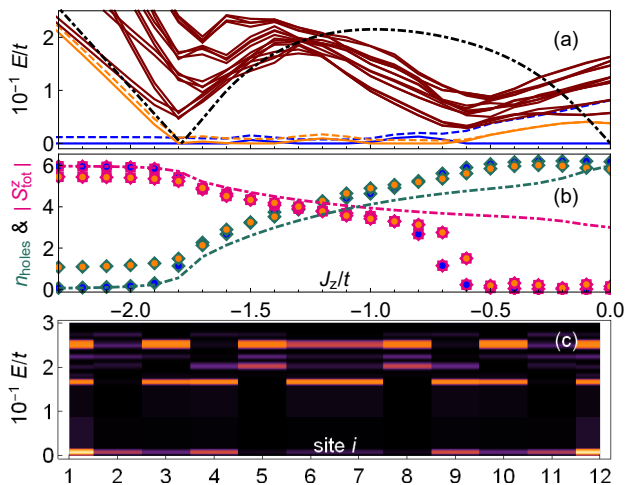 (a)
10⁻¹ E/t
2
1
0
(b)
n_holes & |S^z_tot|
6
4
2
0
−2.0 −1.5 J_z/t −1.0 −0.5 0.0
(c)
10⁻¹ E/t
3
2
1
0
site i
1 2 3 4 5 6 7 8 9 10 11 12